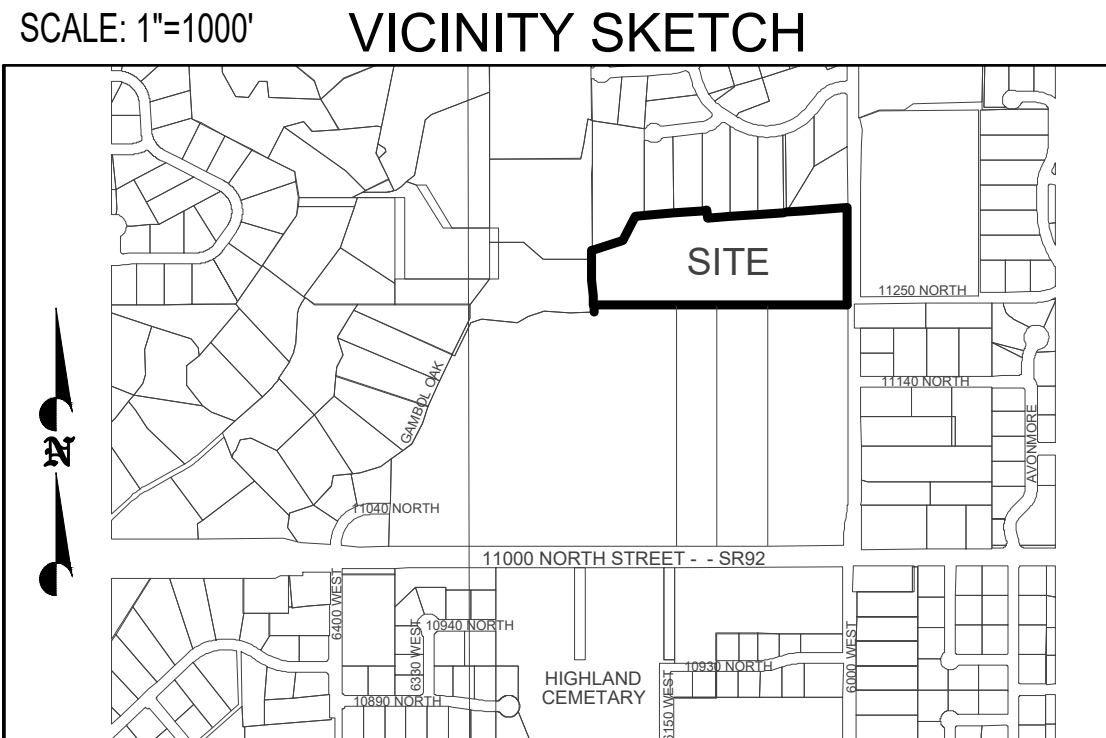 SCALE: 1"=1000'
VICINITY SKETCH
SITE
11250 NORTH
11140 NORTH
GAMBOL OAK
AVONMORE
11040 NORTH
11000 NORTH STREET - - SR92
6400 WEST
6330 WEST
10940 NORTH
10890 NORTH
HIGHLAND
CEMETARY
6150 WEST
10930 NORTH
6000 WEST
N